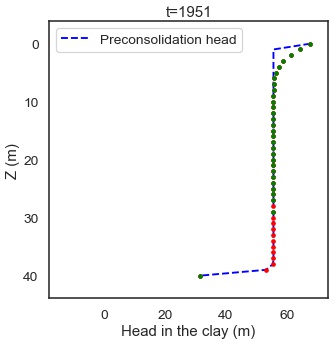 t=1951
Preconsolidation head
0
10
20
30
40
Z (m)
0 20 40 60
Head in the clay (m)